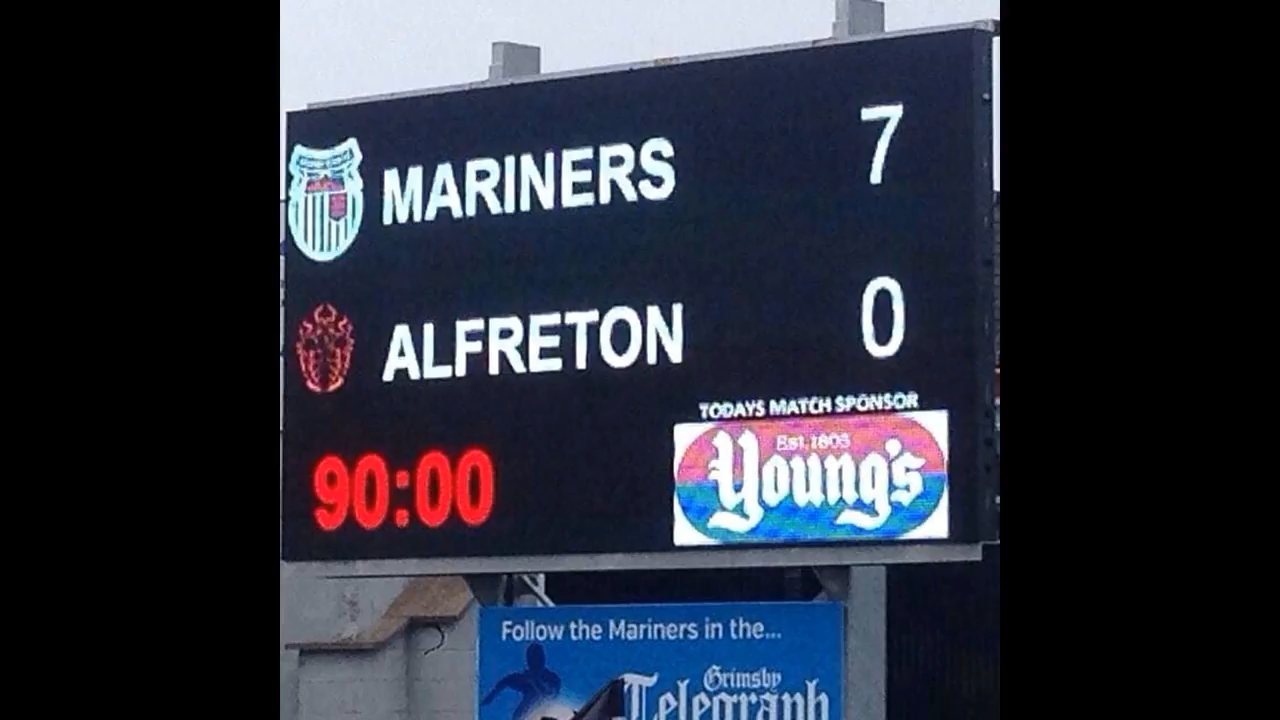 MARINERS 7
ALFRETON 0
TODAYS MATCH SPONSOR
Est. 1805
Young's
90:00
Follow the Mariners in the...
Grimsby
Telegraph